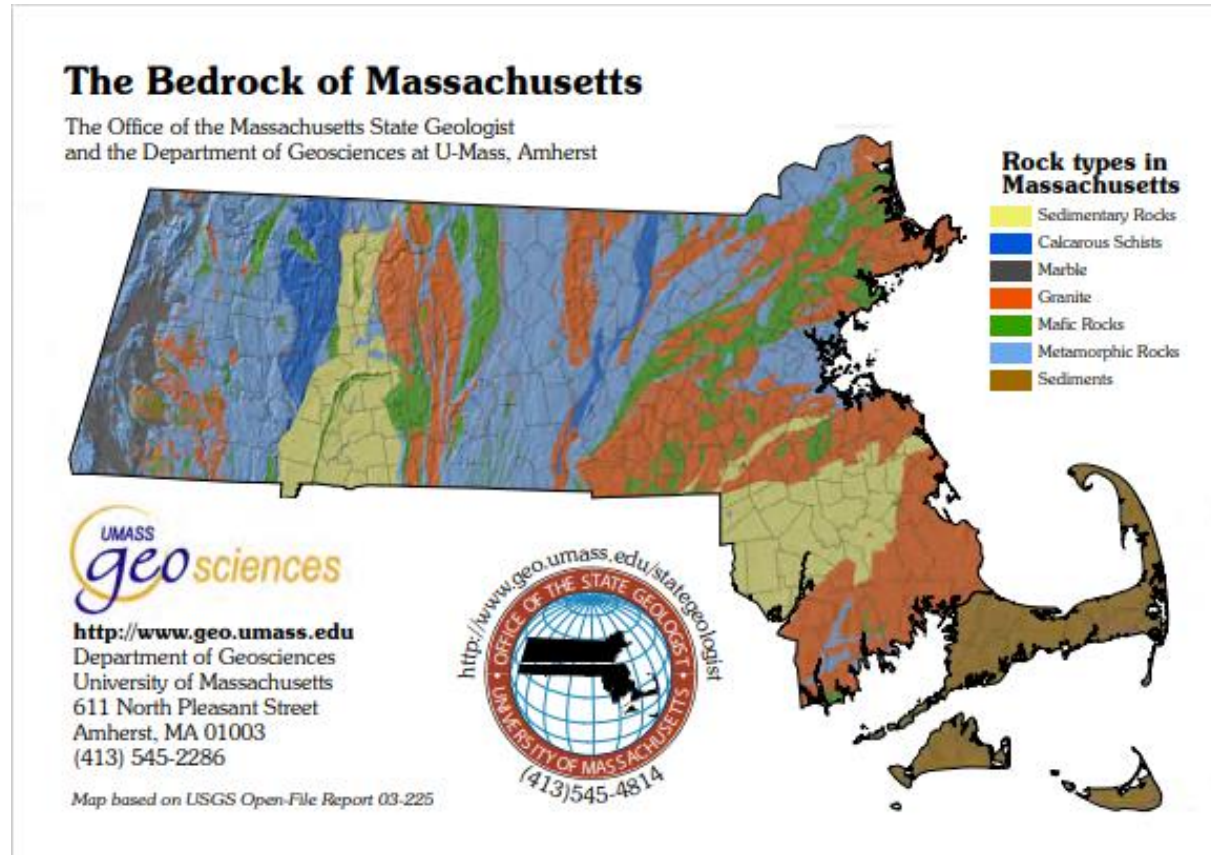 The Bedrock of Massachusetts
The Office of the Massachusetts State Geologist
and the Department of Geosciences at U-Mass, Amherst
Rock types in
Massachusetts
Sedimentary Rocks
Calcarous Schists
Marble
Granite
Mafic Rocks
Metamorphic Rocks
Sediments
UMASS
geosciences
http://www.geo.umass.edu
Department of Geosciences
University of Massachusetts
611 North Pleasant Street
Amherst, MA 01003
(413) 545-2286
Map based on USGS Open-File Report 03-225
http://www.geo.umass.edu/stategeologist
• OFFICE OF THE STATE GEOLOGIST •
UNIVERSITY OF MASSACHUSETTS
(413)545-4814